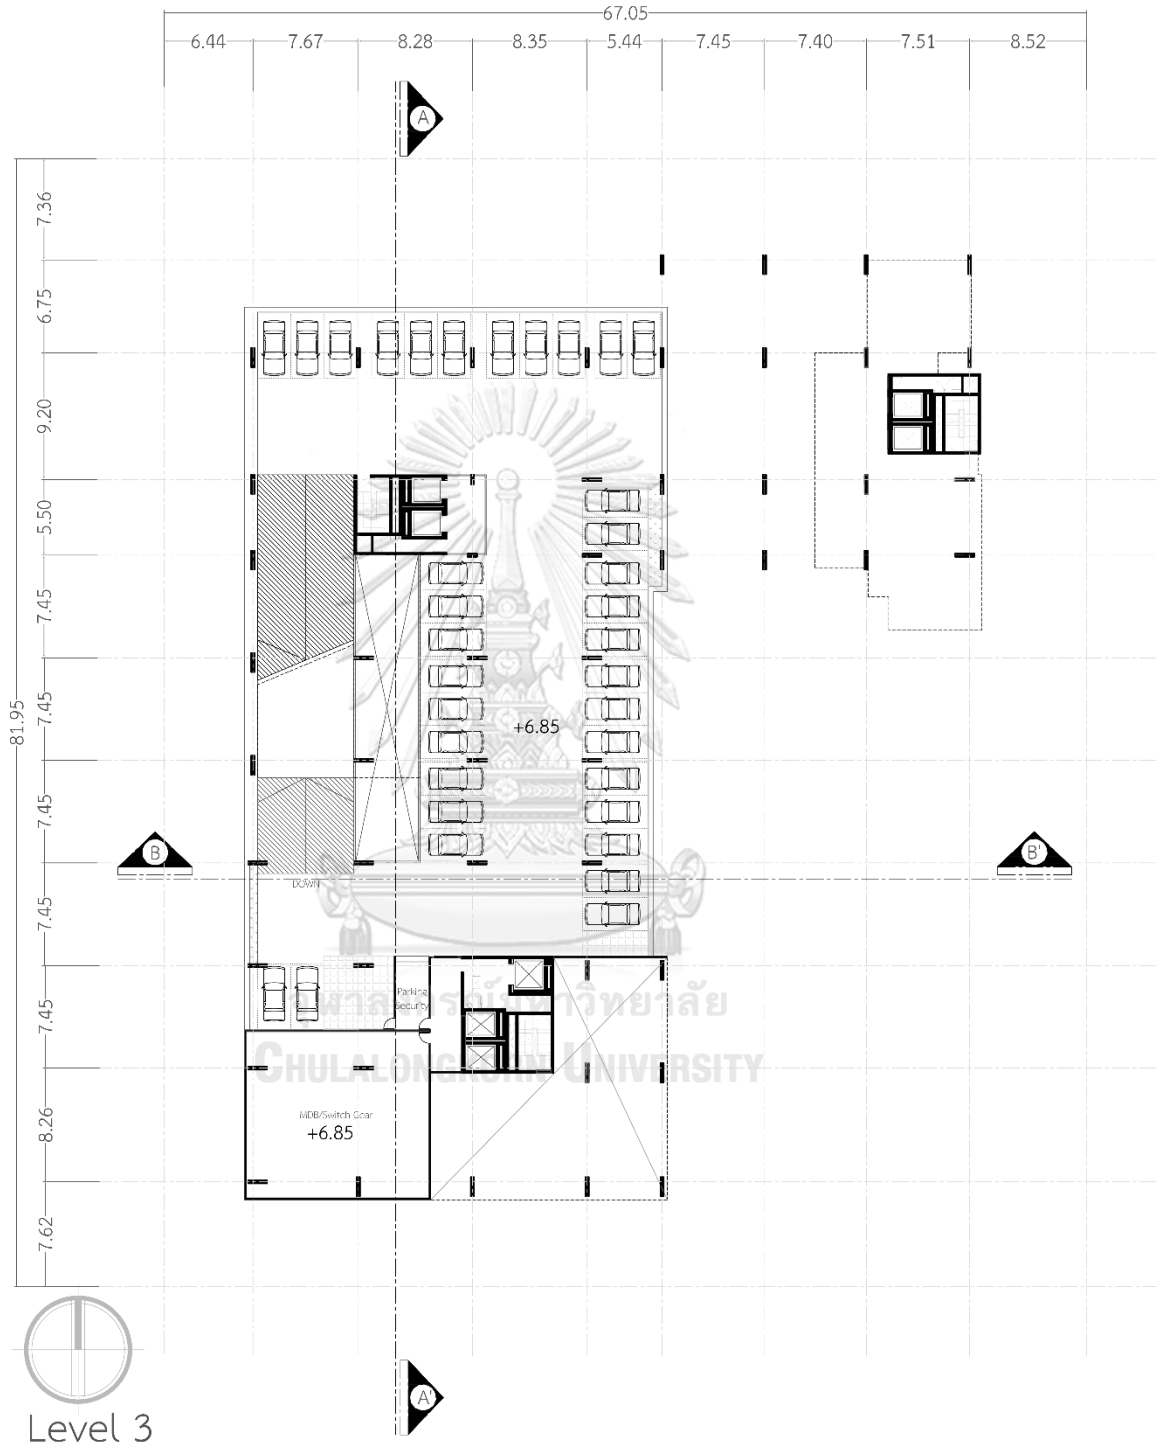 67.05
6.44 7.67 8.28 8.35 5.44 7.45 7.40 7.51 8.52
A
81.95
7.36
6.75
9.20
5.50
7.45
7.45
7.45
7.45
7.45
8.26
7.62
+6.85
B
B'
DOWN
Parking
Security
จุฬาลงกรณ์มหาวิทยาลัย
CHULALONGKORN UNIVERSITY
MDB/Switch Gear
+6.85
A'
Level 3